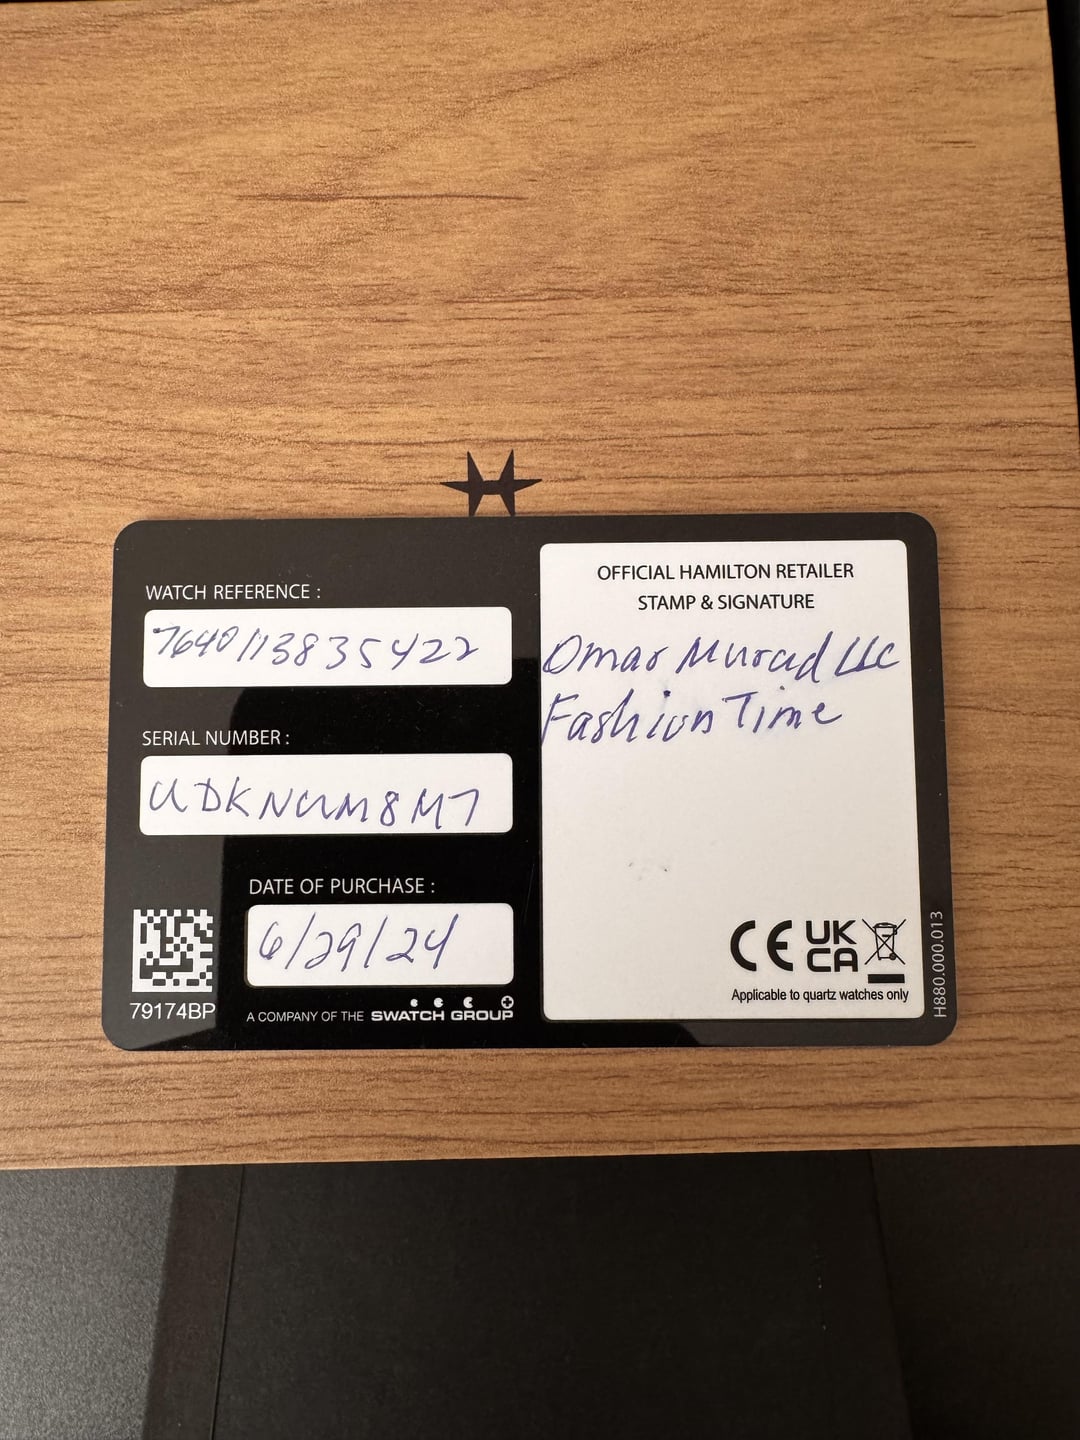 WATCH REFERENCE :
7640113835422
SERIAL NUMBER :
UDKNUM8M7
DATE OF PURCHASE :
6/29/24
79174BP
A COMPANY OF THE SWATCH GROUP
OFFICIAL HAMILTON RETAILER
STAMP & SIGNATURE
Omar Murad LLC
Fashion Time
CE UK CA
Applicable to quartz watches only
H880.000.013